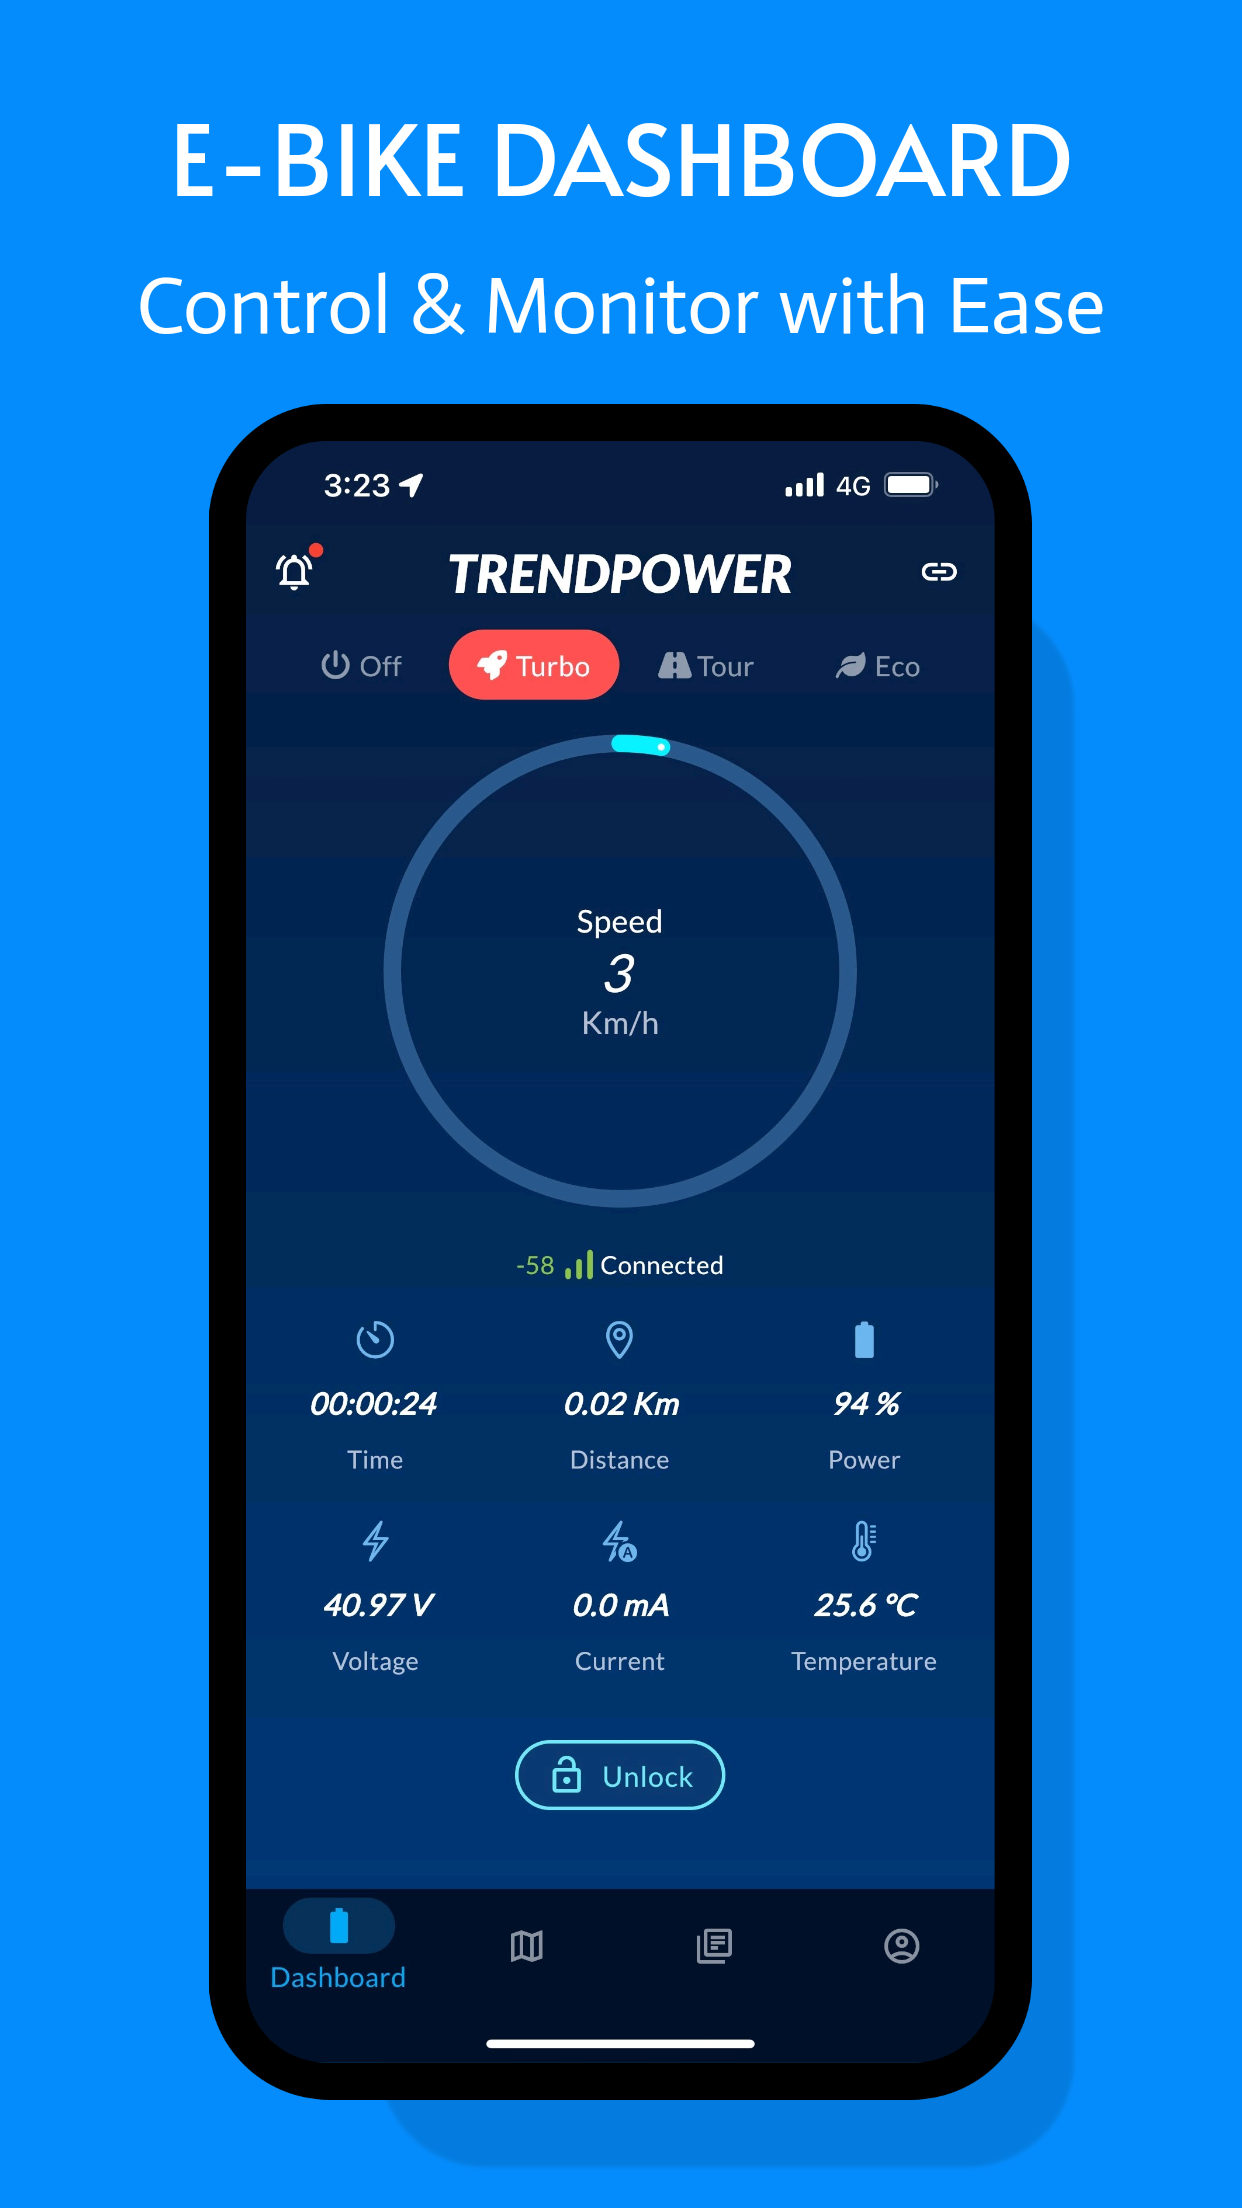 E-BIKE DASHBOARD
Control & Monitor with Ease
3:23 4G
TRENDPOWER
Off Turbo Tour Eco
Speed
3
Km/h
-58 Connected
00:00:24 0.02 Km 94 %
Time Distance Power
A
40.97 V 0.0 mA 25.6 °C
Voltage Current Temperature
Unlock
Dashboard